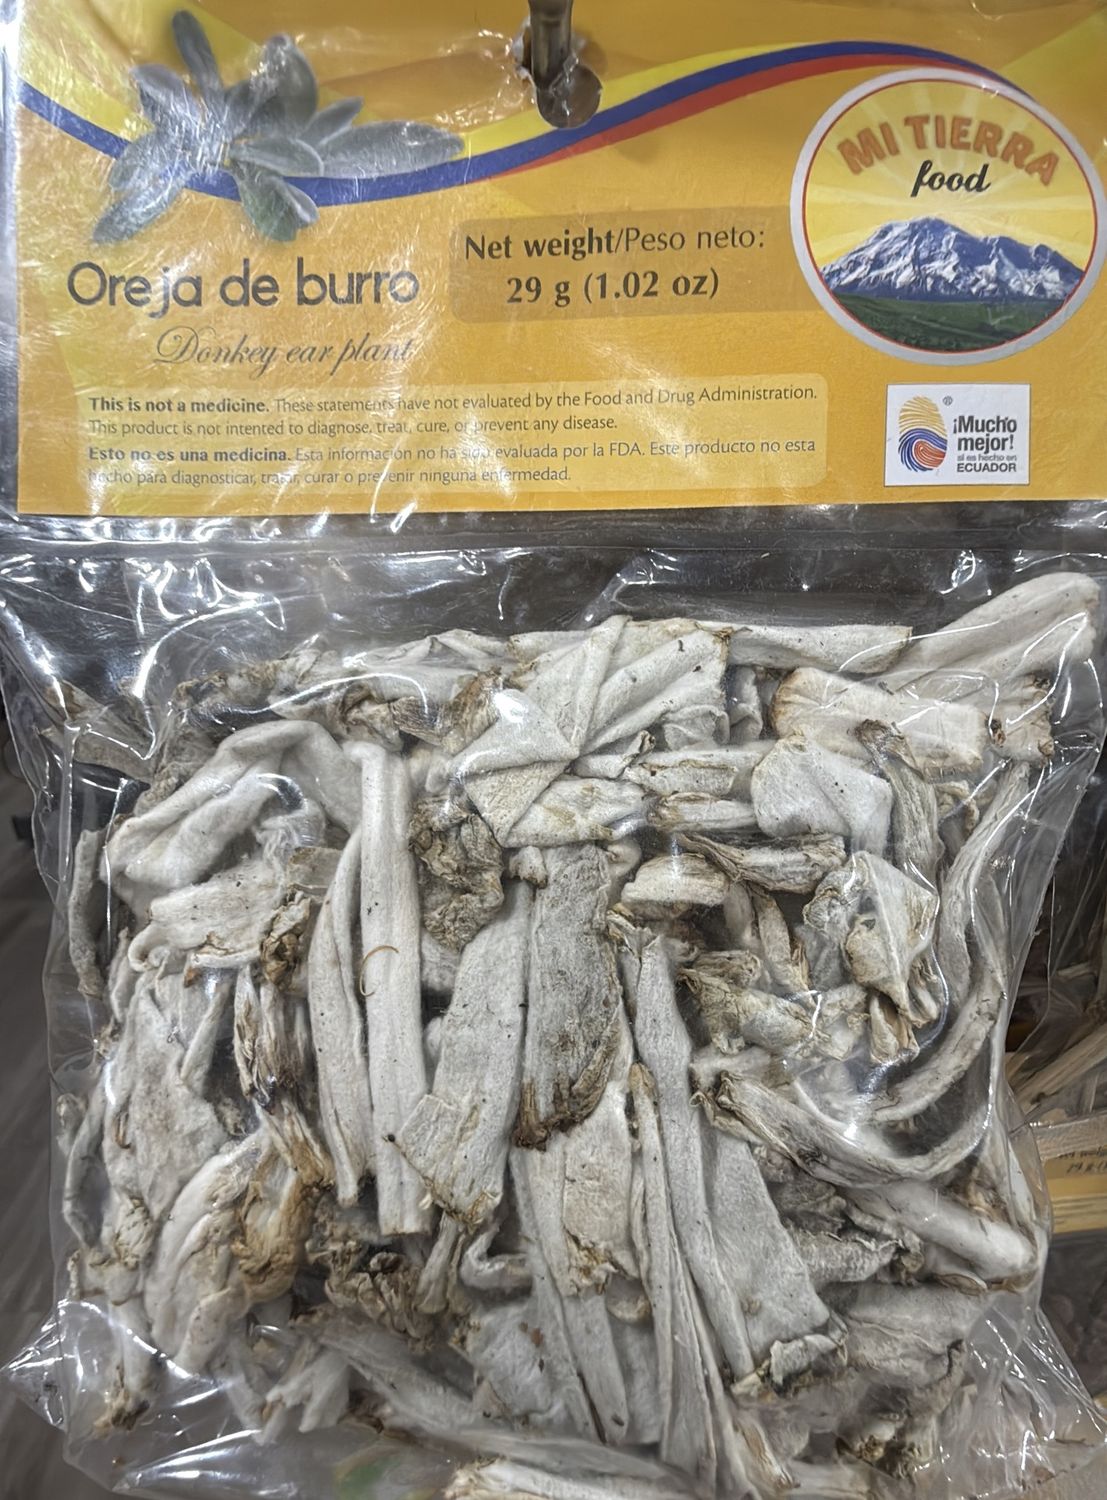 MI TIERRA
food
Net weight/Peso neto:
29 g (1.02 oz)
Oreja de burro
Donkey ear plant
This is not a medicine. These statements have not evaluated by the Food and Drug Administration.
This product is not intented to diagnose, treat, cure, or prevent any disease.
Esto no es una medicina. Esta información no ha sido evaluada por la FDA. Este producto no esta
hecho para diagnosticar, tratar, curar o prevenir ninguna enfermedad.
®
¡Mucho
mejor!
si es hecho en
ECUADOR